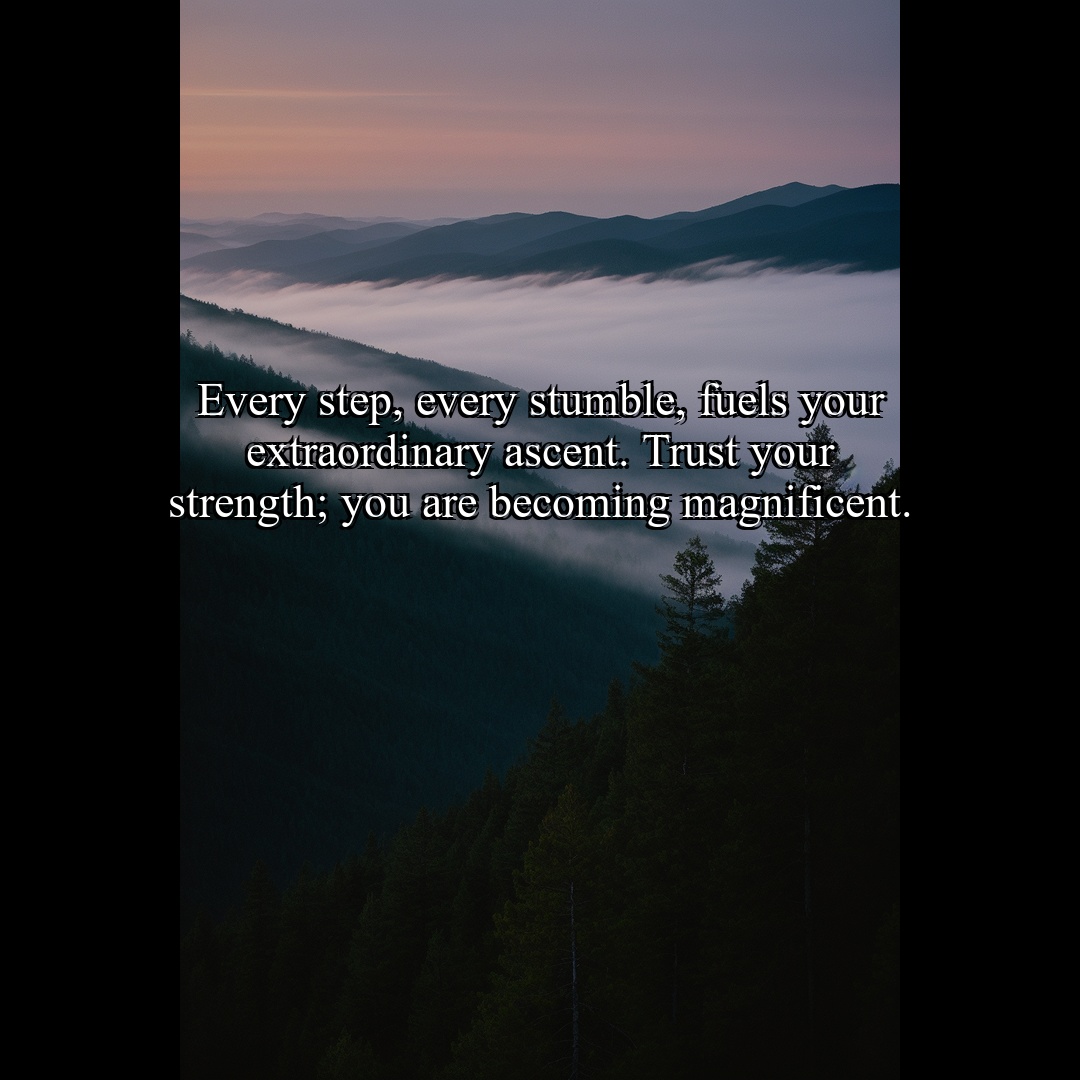 Every step, every stumble, fuels your
extraordinary ascent. Trust your
strength; you are becoming magnificent.